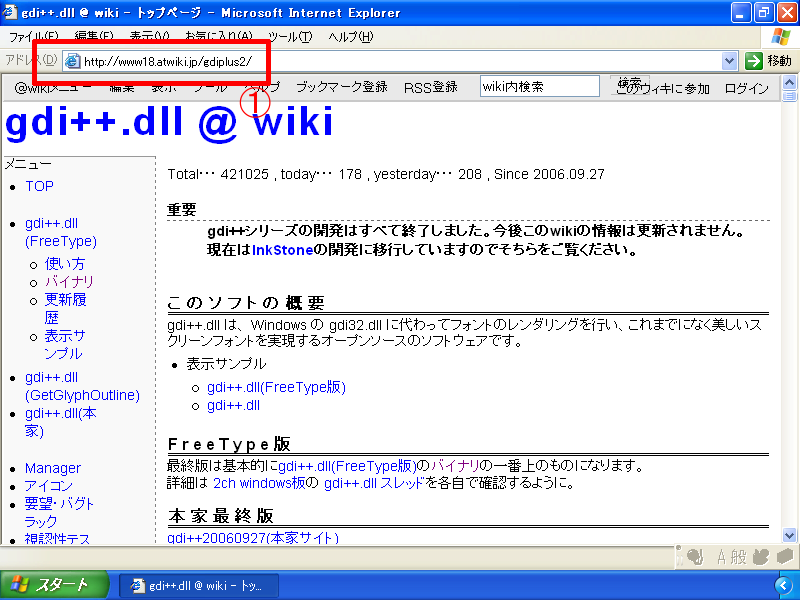 gdi++.dll @ wiki - トップページ - Microsoft Internet Explorer
ファイル(F) 編集(E) 表示(V) お気に入り(A) ツール(T) ヘルプ(H)
アドレス(D) http://www18.atwiki.jp/gdiplus2/ 移動
①
@wikiメニュー 編集 表示 ツール ヘルプ ブックマーク登録 RSS登録 wiki内検索 検索 このウィキに参加 ログイン
gdi++.dll @ wiki
メニュー
TOP
gdi++.dll
(FreeType)
使い方
バイナリ
更新履
歴
表示サ
ンプル
gdi++.dll
(GetGlyphOutline)
gdi++.dll(本
家)
Manager
アイコン
要望・バグト
ラック
視認性テス
Total… 421025 , today… 178 , yesterday… 208 , Since 2006.09.27
重要
gdi++シリーズの開発はすべて終了しました。今後このwikiの情報は更新されません。
現在はInkStoneの開発に移行していますのでそちらをご覧ください。
このソフトの概要
gdi++.dll は、Windows の gdi32.dll に代わってフォントのレンダリングを行い、これまでになく美しいス
クリーンフォントを実現するオープンソースのソフトウェアです。
表示サンプル
gdi++.dll(FreeType版)
gdi++.dll
FreeType版
最終版は基本的にgdi++.dll(FreeType版)のバイナリの一番上のものになります。
詳細は 2ch windows板の gdi++.dll スレッドを各自で確認するように。
本家最終版
gdi++20060927(本家サイト)
A 般
スタート gdi++.dll @ wiki - トッ...